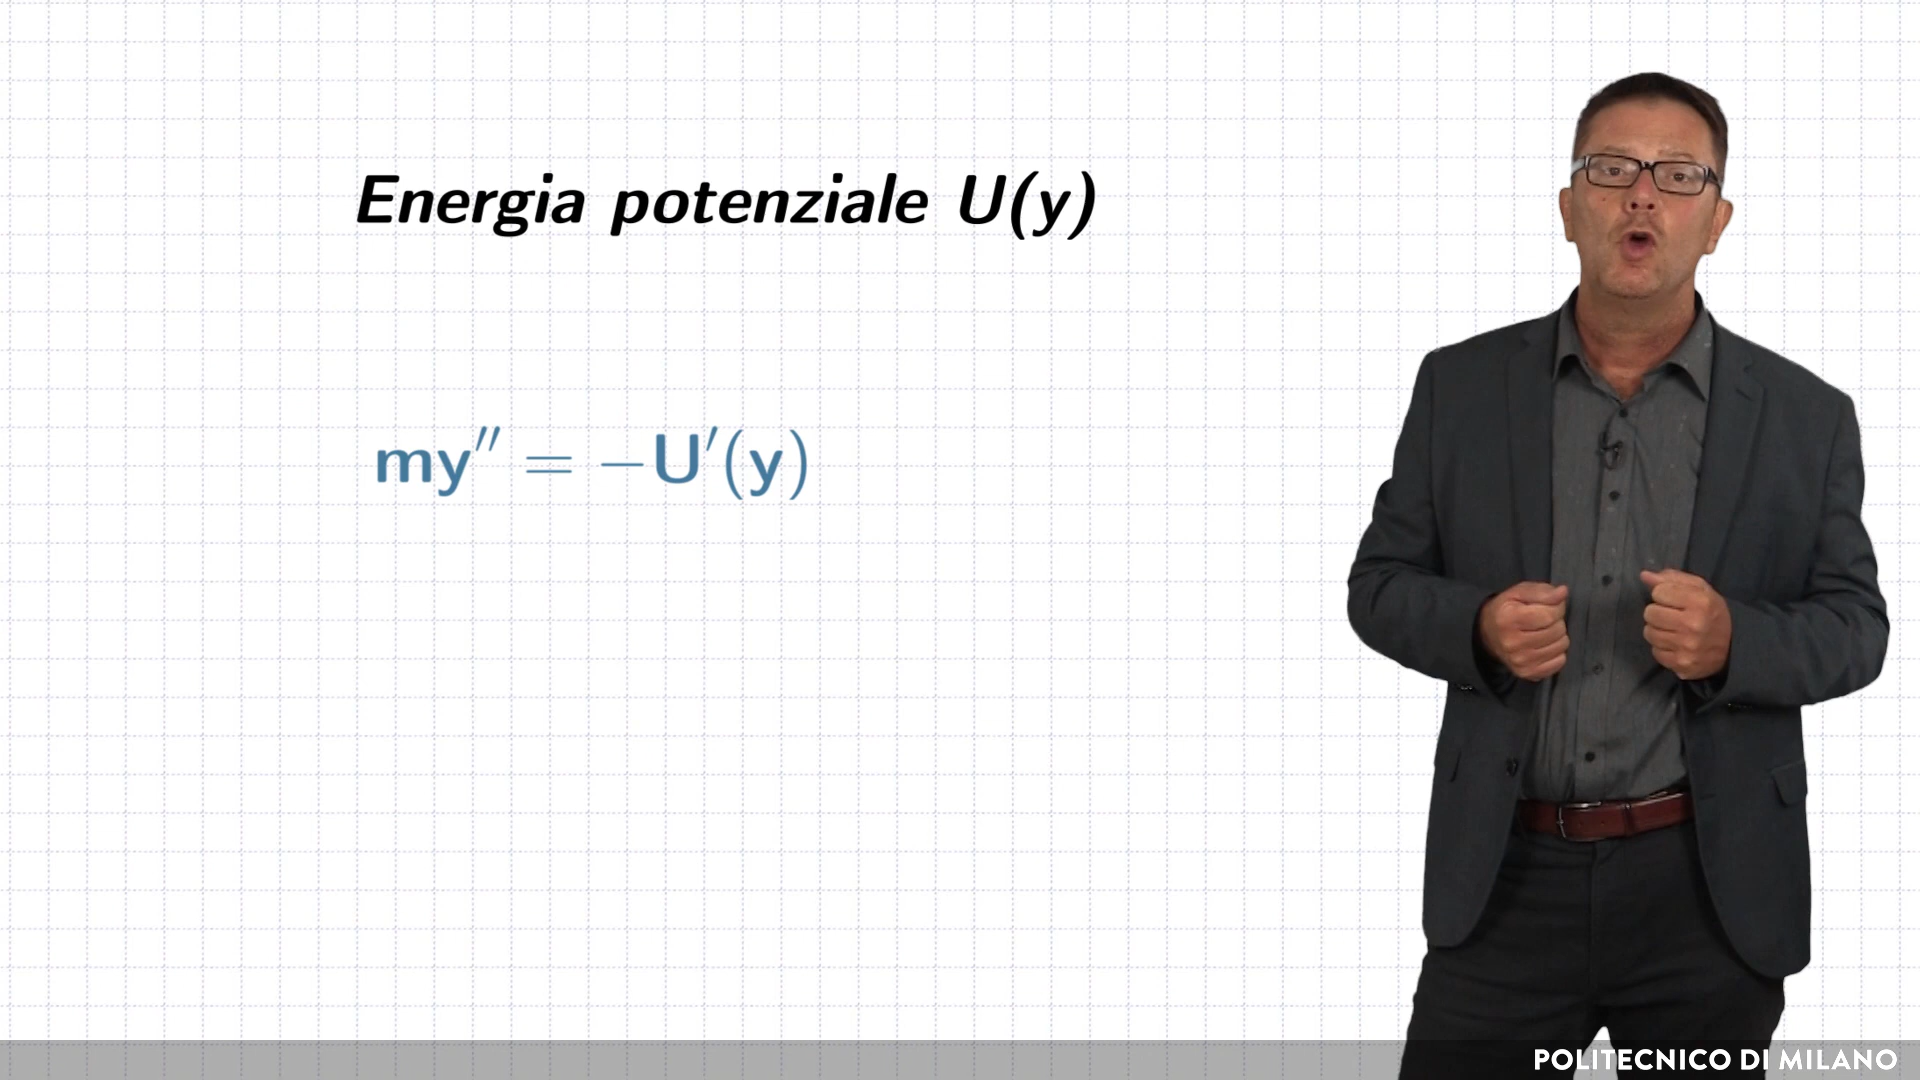 Energia potenziale U(y)
my″ = −U′(y)
POLITECNICO DI MILANO